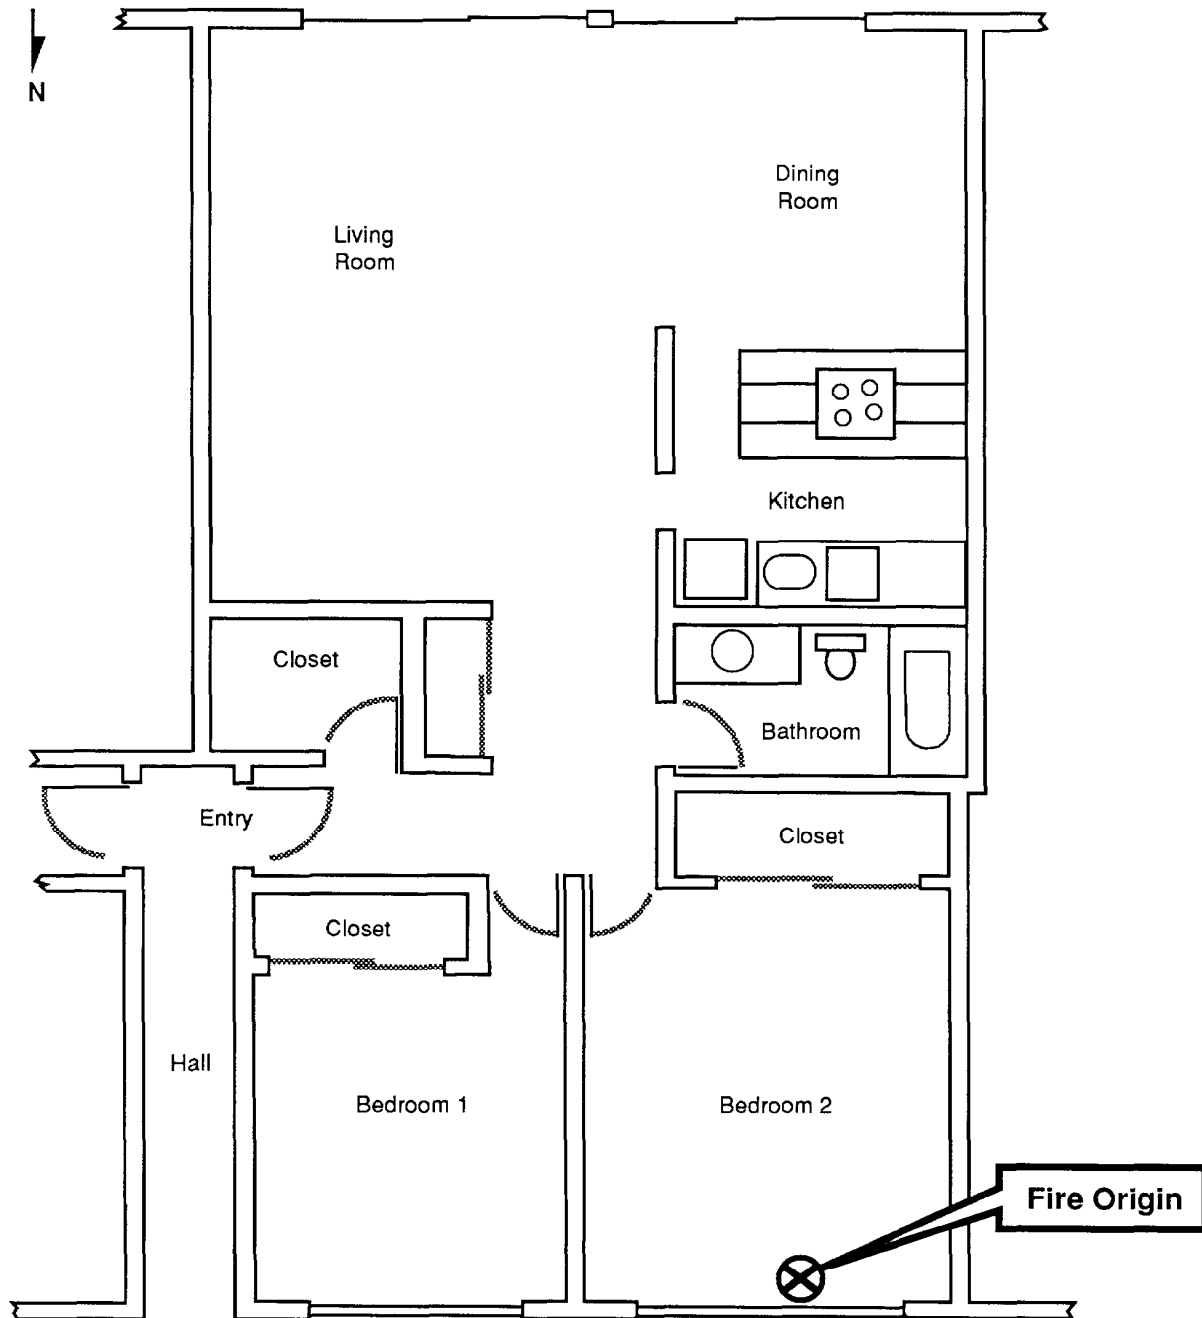 N
Dining
Room
Living
Room
Kitchen
Closet
Bathroom
Entry
Closet
Closet
Hall
Bedroom 1
Bedroom 2
Fire Origin